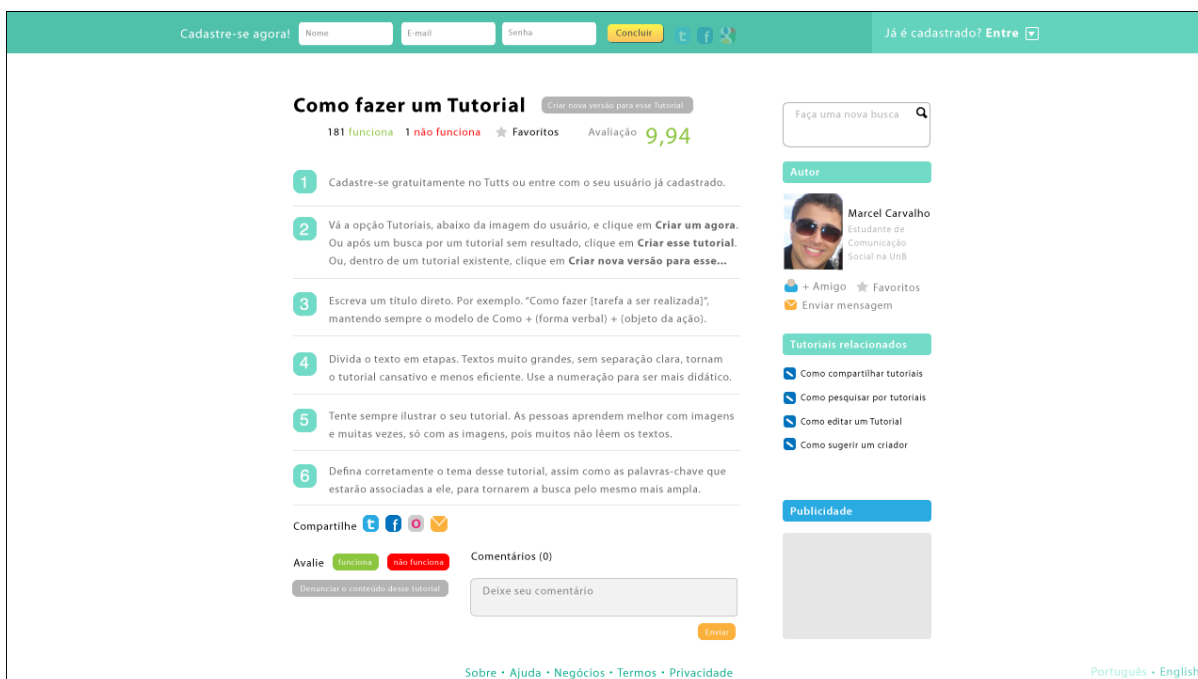 Cadastre-se agora! Nome E-mail Senha Concluir
Já é cadastrado? Entre
Como fazer um Tutorial Criar nova versão para esse Tutorial
181 funciona 1 não funciona Favoritos Avaliação 9,94
1 Cadastre-se gratuitamente no Tutts ou entre com o seu usuário já cadastrado.
2 Vá a opção Tutoriais, abaixo da imagem do usuário, e clique em Criar um agora.
Ou após um busca por um tutorial sem resultado, clique em Criar esse tutorial.
Ou, dentro de um tutorial existente, clique em Criar nova versão para esse...
3 Escreva um título direto. Por exemplo. "Como fazer [tarefa a ser realizada]",
mantendo sempre o modelo de Como + (forma verbal) + (objeto da ação).
4 Divida o texto em etapas. Textos muito grandes, sem separação clara, tornam
o tutorial cansativo e menos eficiente. Use a numeração para ser mais didático.
5 Tente sempre ilustrar o seu tutorial. As pessoas aprendem melhor com imagens
e muitas vezes, só com as imagens, pois muitos não lêem os textos.
6 Defina corretamente o tema desse tutorial, assim como as palavras-chave que
estarão associadas a ele, para tornarem a busca pelo mesmo mais ampla.
Compartilhe
Avalie funciona não funciona
Denunciar o conteúdo desse tutorial
Comentários (0)
Deixe seu comentário
Enviar
Faça uma nova busca
Autor
Marcel Carvalho
Estudante de
Comunicação
Social na UnB
+ Amigo Favoritos
Enviar mensagem
Tutoriais relacionados
Como compartilhar tutoriais
Como pesquisar por tutoriais
Como editar um Tutorial
Como sugerir um criador
Publicidade
Sobre • Ajuda • Negócios • Termos • Privacidade
Português • English